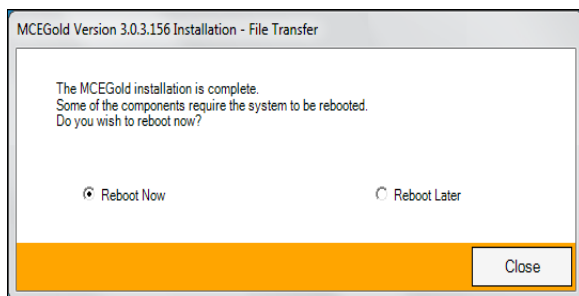 MCEGold Version 3.0.3.156 Installation - File Transfer
The MCEGold installation is complete.
Some of the components require the system to be rebooted.
Do you wish to reboot now?
Reboot Now
Reboot Later
Close